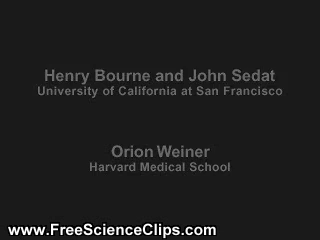 Henry Bourne and John Sedat
University of California at San Francisco
Orion Weiner
Harvard Medical School
www.FreeScienceClips.com